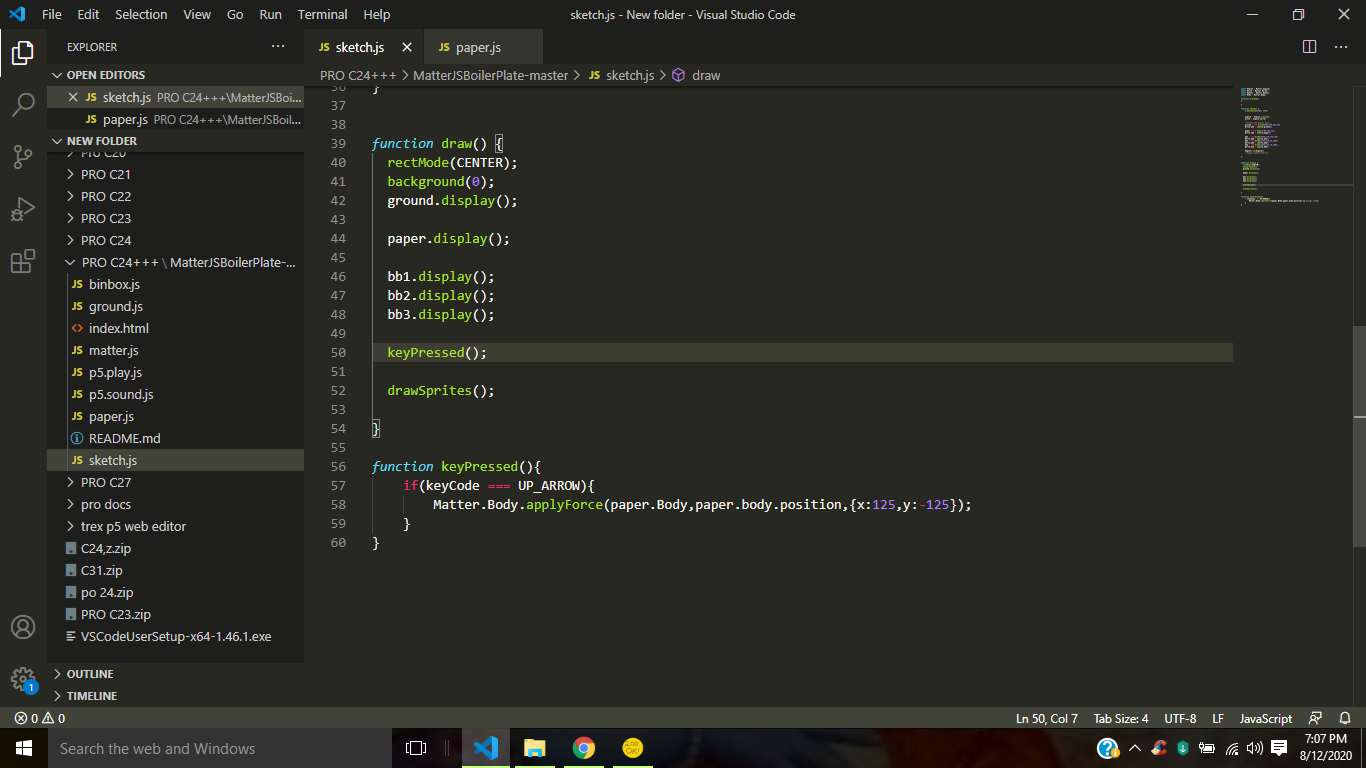 File Edit Selection View Go Run Terminal Help
sketch.js - New folder - Visual Studio Code
EXPLORER
OPEN EDITORS
JS sketch.js PRO C24+++\MatterJSBoi...
JS paper.js PRO C24+++\MatterJSBoil...
NEW FOLDER
PRO C20
PRO C21
PRO C22
PRO C23
PRO C24
PRO C24+++ \ MatterJSBoilerPlate-...
JS binbox.js
JS ground.js
<> index.html
JS matter.js
JS p5.play.js
JS p5.sound.js
JS paper.js
README.md
JS sketch.js
PRO C27
pro docs
trex p5 web editor
C24,z.zip
C31.zip
po 24.zip
PRO C23.zip
VSCodeUserSetup-x64-1.46.1.exe
OUTLINE
TIMELINE
1
JS sketch.js
JS paper.js
PRO C24+++ > MatterJSBoilerPlate-master > JS sketch.js > draw
36 }
37
38
39 function draw() {
40 rectMode(CENTER);
41 background(0);
42 ground.display();
43
44 paper.display();
45
46 bb1.display();
47 bb2.display();
48 bb3.display();
49
50 keyPressed();
51
52 drawSprites();
53
54 }
55
56 function keyPressed(){
57 if(keyCode === UP_ARROW){
58 Matter.Body.applyForce(paper.Body,paper.body.position,{x:125,y:-125});
59 }
60 }
0 0
Ln 50, Col 7 Tab Size: 4 UTF-8 LF JavaScript
Search the web and Windows
7:07 PM
8/12/2020